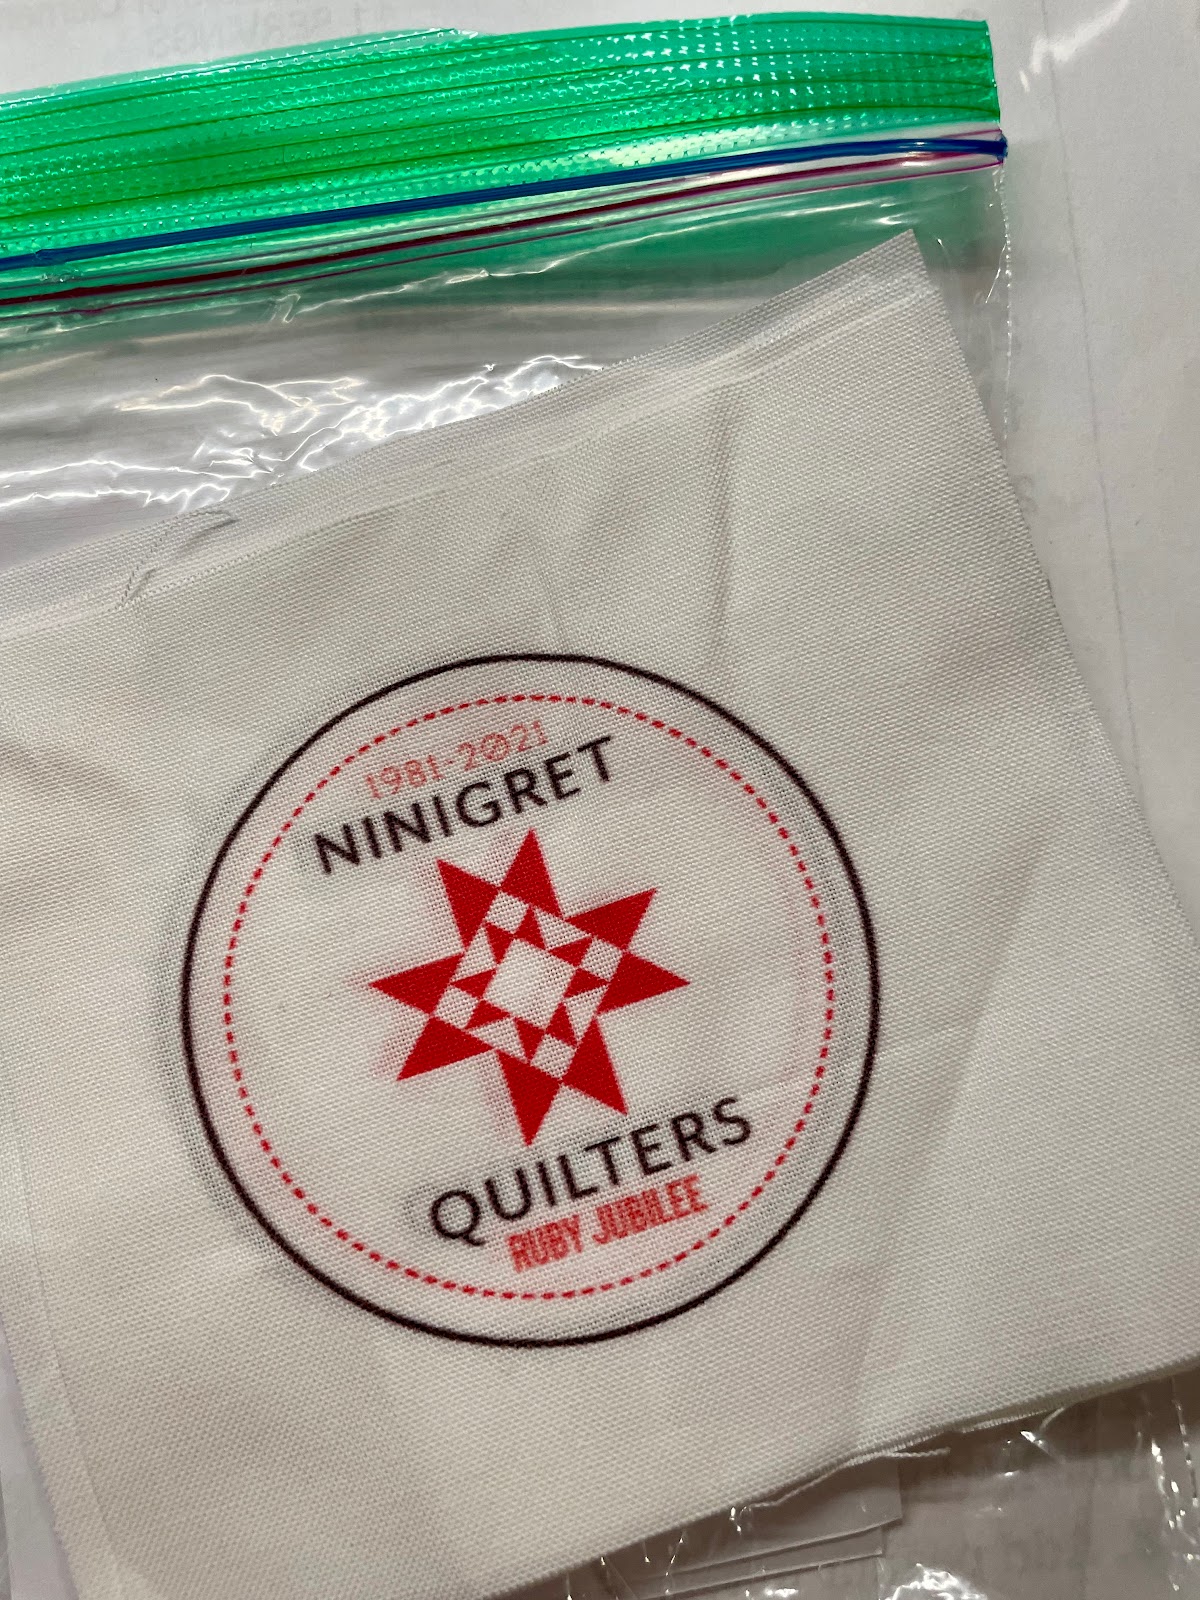 1981-2021
NINIGRET
QUILTERS
RUBY JUBILEE